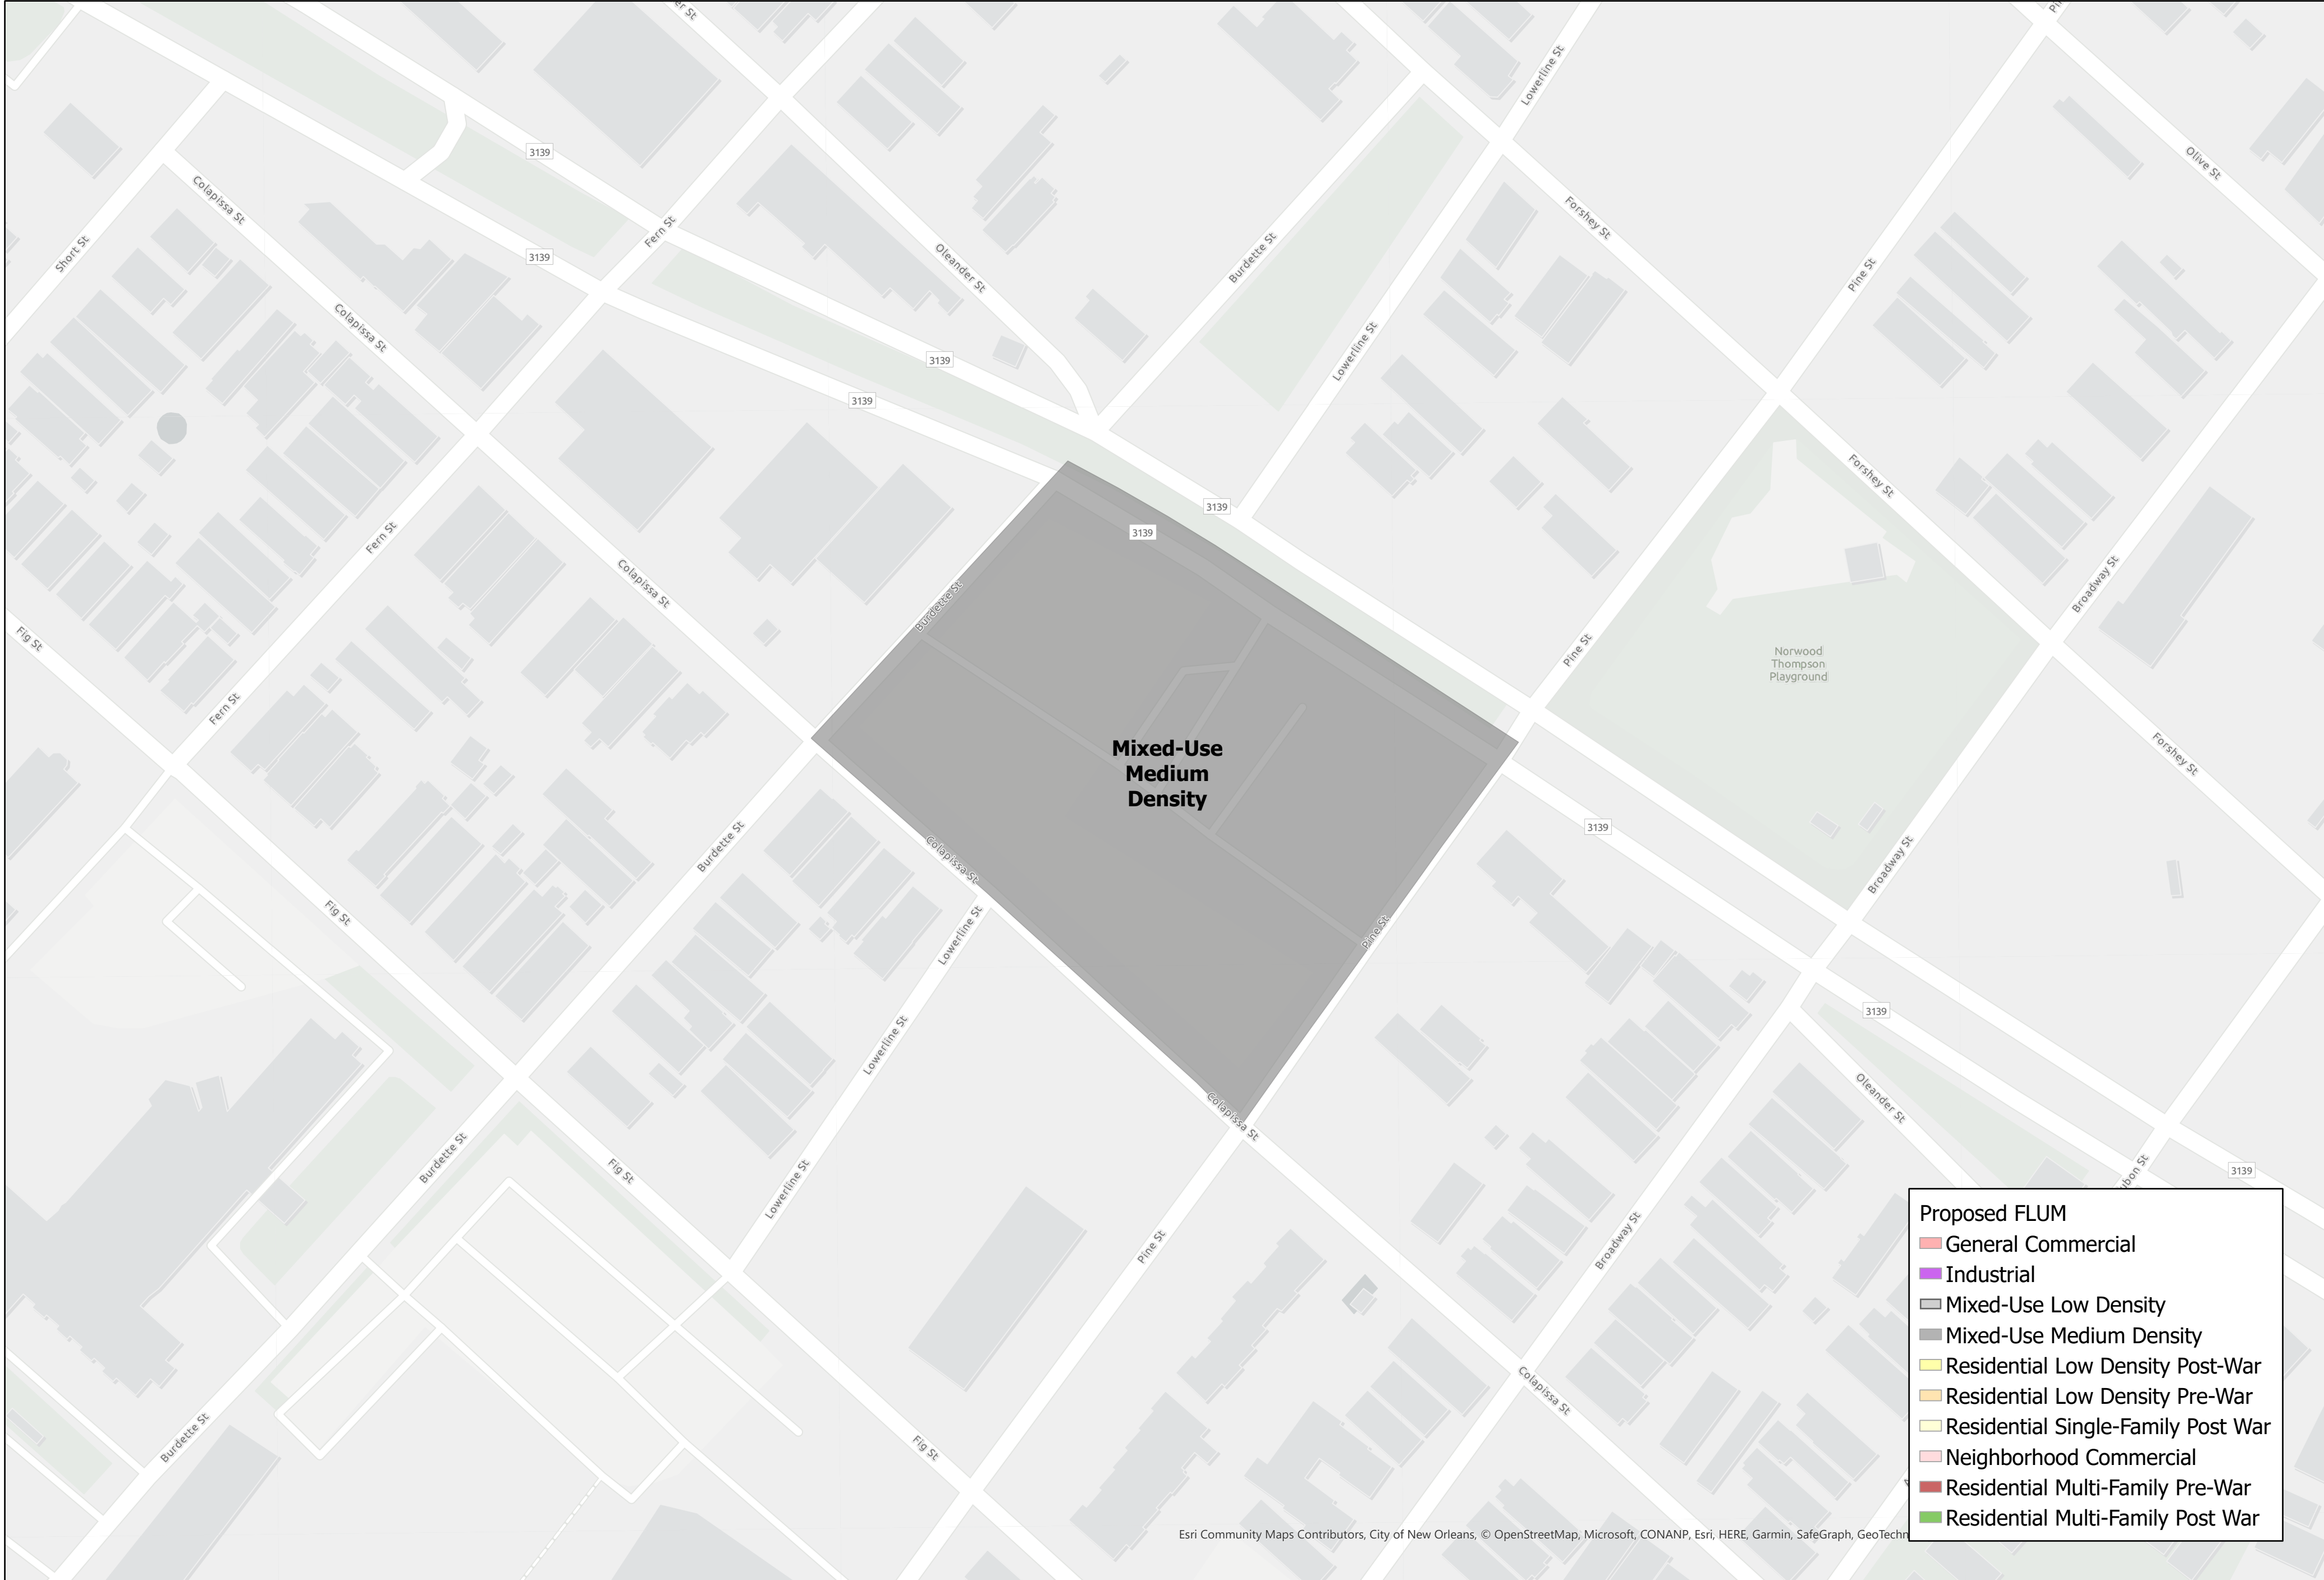 3139
Colapissa St
Short St
Fern St
3139
Oleander St
Burdette St
Lowerline St
Forshey St
Pine St
Olive St
Colapissa St
Lowerline St
3139
3139
3139
3139
Forshey St
Fern St
Colapissa St
Burdette St
Pine St
Broadway St
Norwood
Thompson
Playground
Fig St
Fern St
Mixed-Use
Medium
Density
Forshey St
Burdette St
Colapissa St
3139
Broadway St
Fig St
Lowerline St
Pine St
3139
Lowerline St
Oleander St
Colapissa St
Burdette St
Fig St
Lowerline St
3139
Pine St
Broadway St
Colapissa St
Burdette St
Fig St
Proposed FLUM
General Commercial
Industrial
Mixed-Use Low Density
Mixed-Use Medium Density
Residential Low Density Post-War
Residential Low Density Pre-War
Residential Single-Family Post War
Neighborhood Commercial
Residential Multi-Family Pre-War
Residential Multi-Family Post War
Esri Community Maps Contributors, City of New Orleans, © OpenStreetMap, Microsoft, CONANP, Esri, HERE, Garmin, SafeGraph,